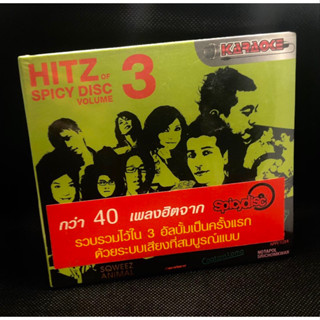 KARAOKE
HITZ OF
SPICY DISC
VOLUME 3
กว่า 40 เพลงฮิตจาก
Spicydisc
รวบรวมไว้ใน 3 อัลบั้มเป็นครั้งแรก
ด้วยระบบเสียงที่สมบูรณ์แบบ
SQWEEZ
ANIMAL